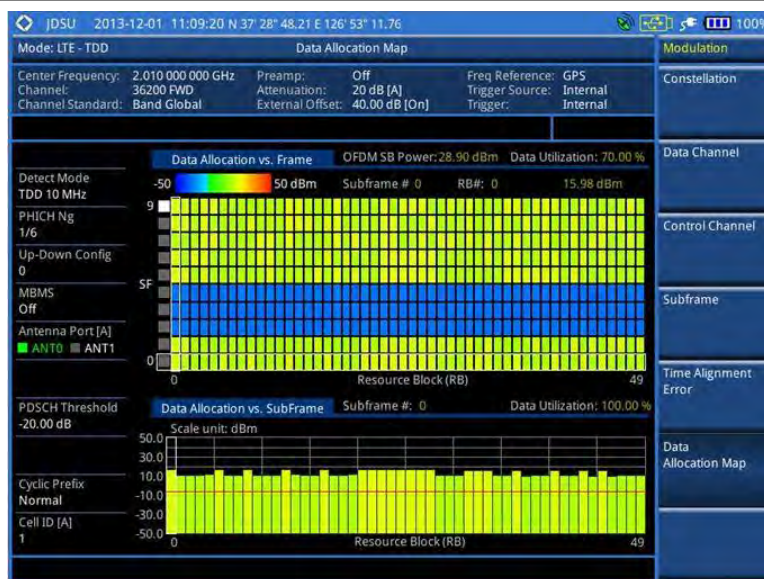 JDSU 2013-12-01 11:09:20 N 37' 28" 48.21 E 126' 53" 11.76 100%
Mode: LTE - TDD Data Allocation Map Modulation
Center Frequency: 2.010 000 000 GHz Preamp: Off Freq Reference: GPS
Channel: 36200 FWD Attenuation: 20 dB [A] Trigger Source: Internal
Channel Standard: Band Global External Offset: 40.00 dB [On] Trigger: Internal
Constellation
Data Allocation vs. Frame OFDM SB Power: 28.90 dBm Data Utilization: 70.00 %
Data Channel
Detect Mode
TDD 10 MHz
-50 50 dBm Subframe # 0 RB#: 0 15.98 dBm
9
PHICH Ng
1/6
Control Channel
Up-Down Config
0
SF
MBMS
Off
Subframe
Antenna Port [A]
ANT0 ANT1
0
0 Resource Block (RB) 49
Time Alignment
Error
PDSCH Threshold
-20.00 dB
Data Allocation vs. SubFrame Subframe #: 0 Data Utilization: 100.00 %
Scale unit: dBm
50.0
30.0
10.0
-10.0
-30.0
-50.0
0 Resource Block (RB) 49
Data
Allocation Map
Cyclic Prefix
Normal
Cell ID [A]
1